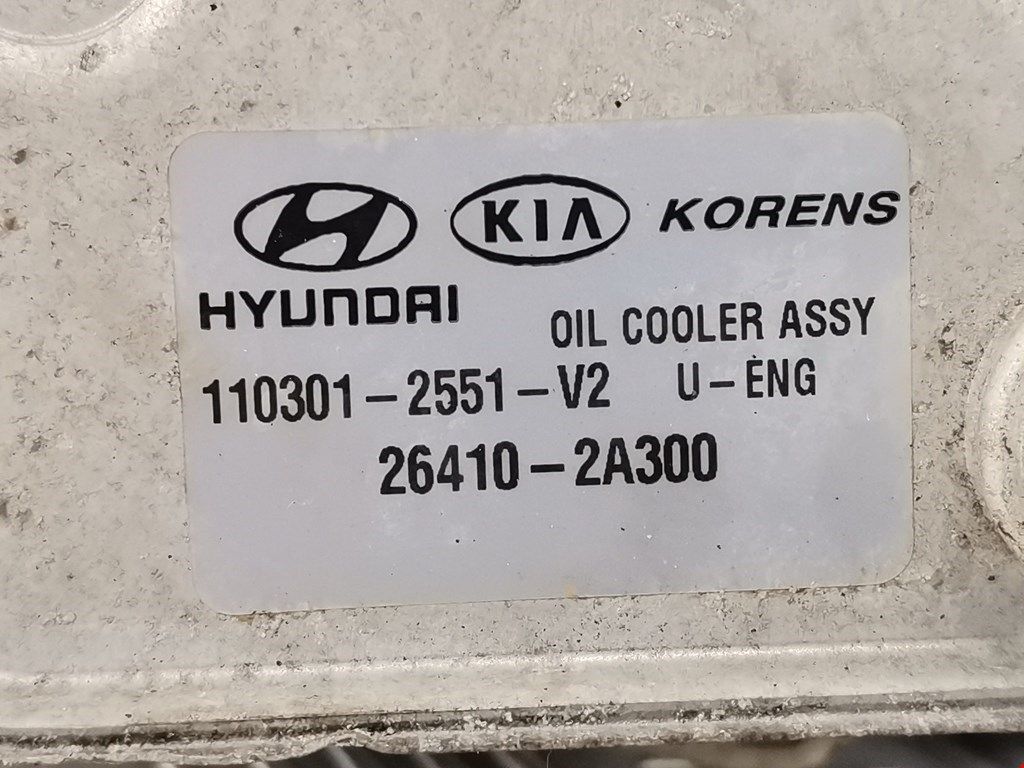 KIA KORENS
HYUNDAI
OIL COOLER ASSY
110301-2551-V2 U-ENG
26410-2A300